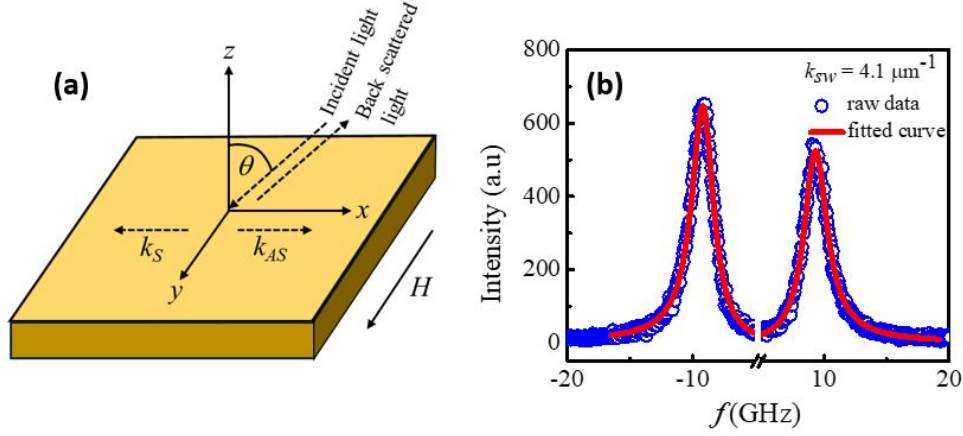 (a)
z
Incident light
Back scattered
light
θ
x
k_S
k_AS
y
H
(b)
k_SW = 4.1 μm⁻¹
raw data
fitted curve
Intensity (a.u)
800
600
400
200
0
-20
-10
10
20
f(GHz)